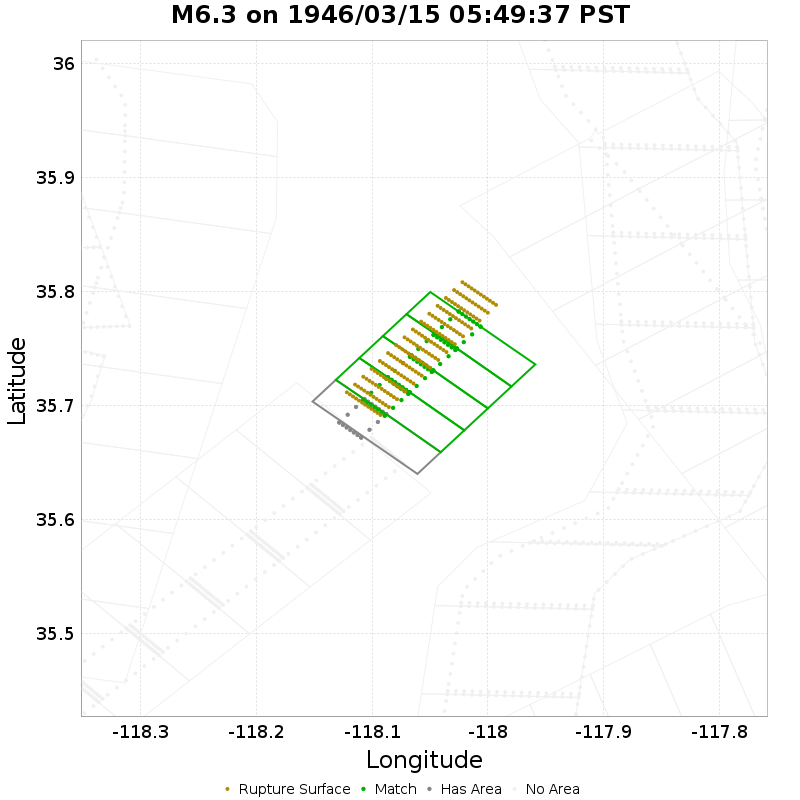 M6.3 on 1946/03/15 05:49:37 PST
36
35.9
35.8
35.7
35.6
35.5
Latitude
-118.3 -118.2 -118.1 -118 -117.9 -117.8
Longitude
Rupture Surface Match Has Area No Area